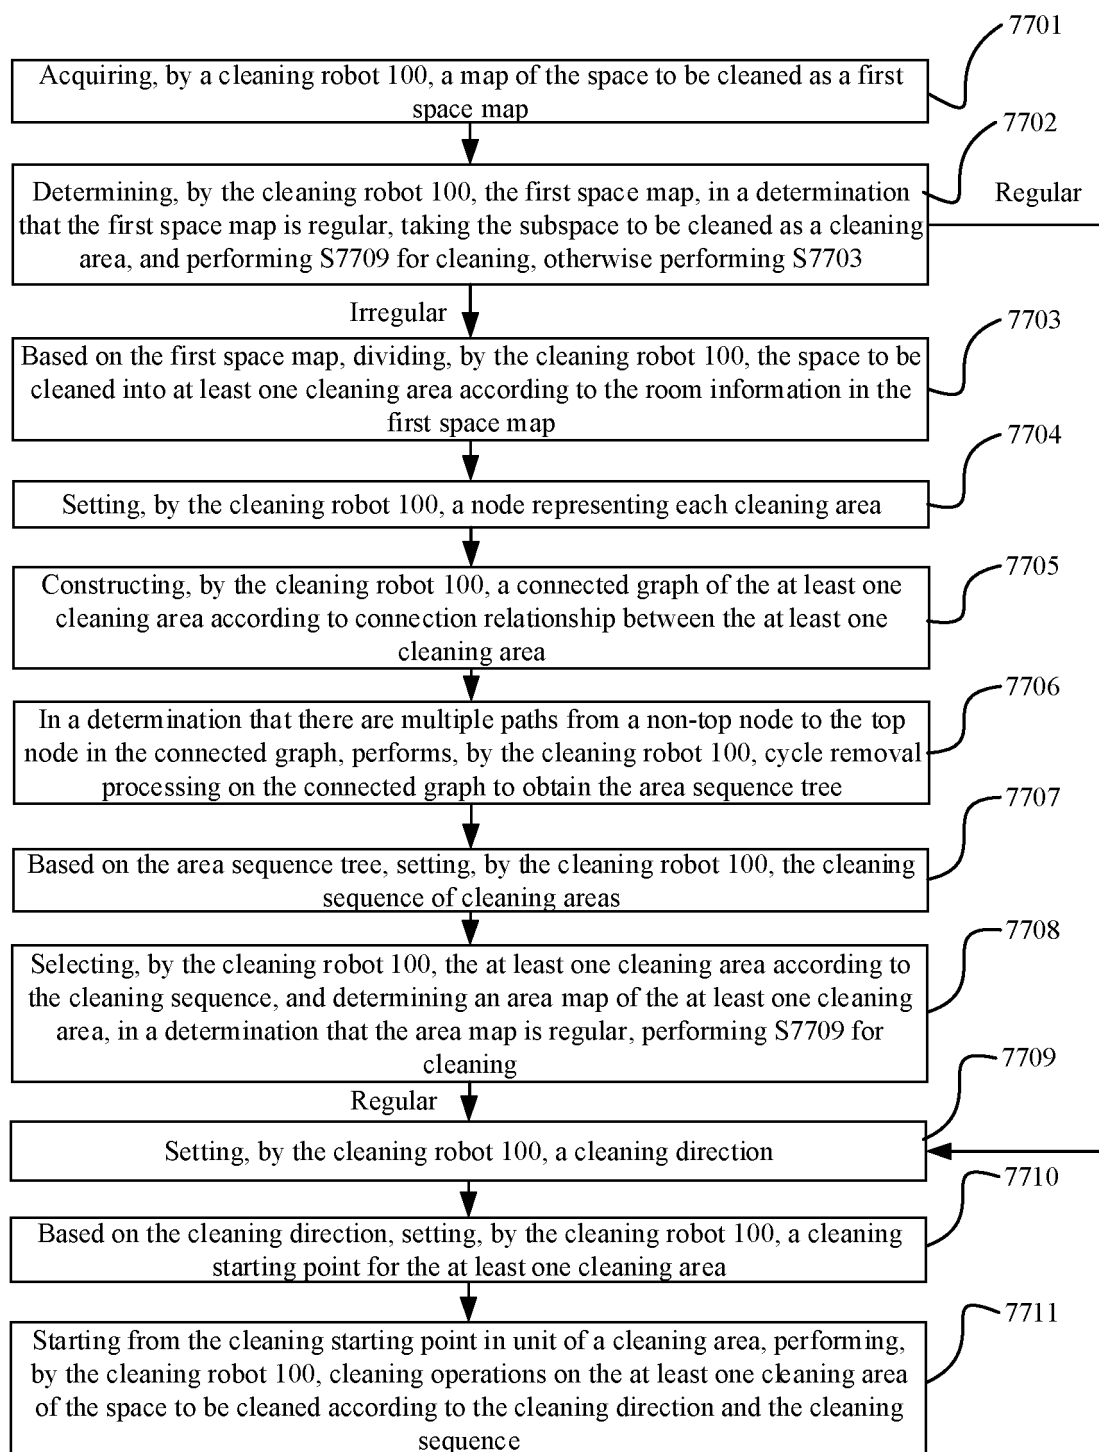 7701
Acquiring, by a cleaning robot 100, a map of the space to be cleaned as a first
space map
7702
Determining, by the cleaning robot 100, the first space map, in a determination
that the first space map is regular, taking the subspace to be cleaned as a cleaning
area, and performing S7709 for cleaning, otherwise performing S7703
Regular
Irregular
7703
Based on the first space map, dividing, by the cleaning robot 100, the space to be
cleaned into at least one cleaning area according to the room information in the
first space map
7704
Setting, by the cleaning robot 100, a node representing each cleaning area
7705
Constructing, by the cleaning robot 100, a connected graph of the at least one
cleaning area according to connection relationship between the at least one
cleaning area
7706
In a determination that there are multiple paths from a non-top node to the top
node in the connected graph, performs, by the cleaning robot 100, cycle removal
processing on the connected graph to obtain the area sequence tree
7707
Based on the area sequence tree, setting, by the cleaning robot 100, the cleaning
sequence of cleaning areas
7708
Selecting, by the cleaning robot 100, the at least one cleaning area according to
the cleaning sequence, and determining an area map of the at least one cleaning
area, in a determination that the area map is regular, performing S7709 for
cleaning
Regular
7709
Setting, by the cleaning robot 100, a cleaning direction
7710
Based on the cleaning direction, setting, by the cleaning robot 100, a cleaning
starting point for the at least one cleaning area
7711
Starting from the cleaning starting point in unit of a cleaning area, performing,
by the cleaning robot 100, cleaning operations on the at least one cleaning area
of the space to be cleaned according to the cleaning direction and the cleaning
sequence